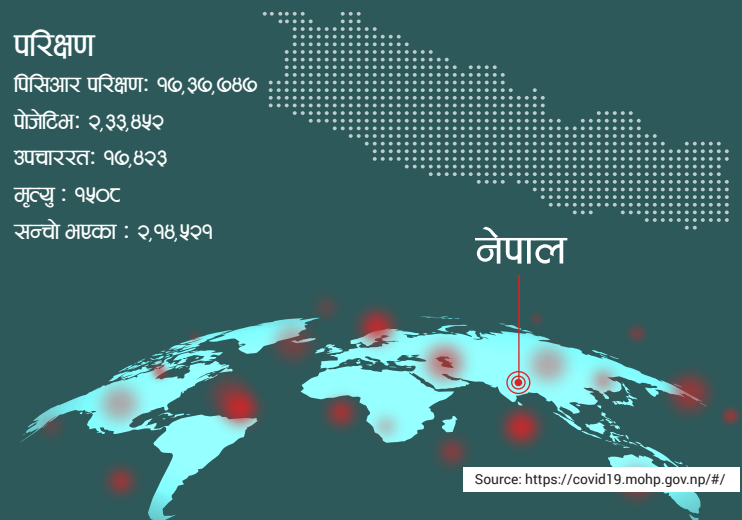 परिक्षण
पिसिआर परिक्षण: १७,३७,७४७
पोजेटिभ: २,३३,४५२
उपचाररत: १७,४२३
मृत्यु : १५०८
सन्चो भएका : २,१४,५२१
नेपाल
Source: https://covid19.mohp.gov.np/#/